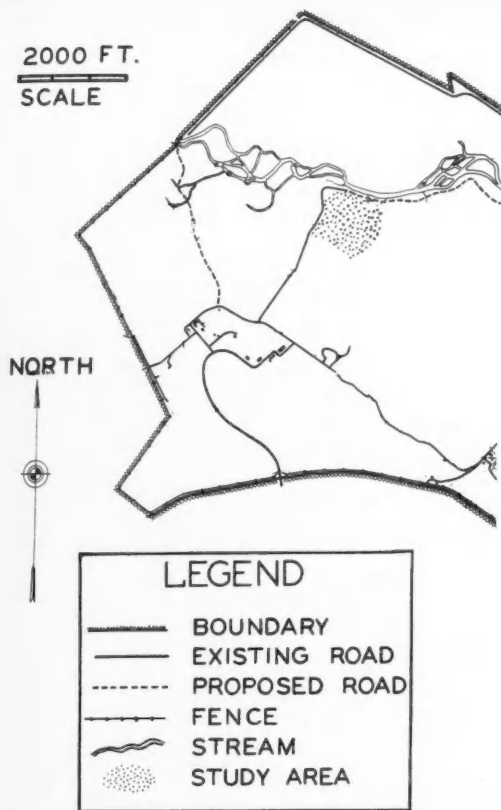 2000 FT.
SCALE
NORTH
LEGEND
BOUNDARY
EXISTING ROAD
PROPOSED ROAD
FENCE
STREAM
STUDY AREA